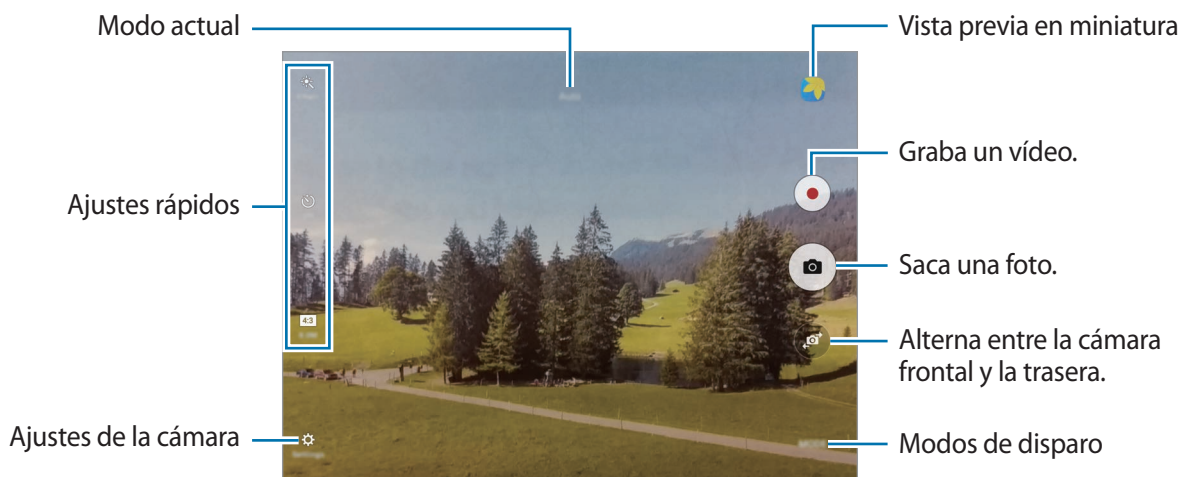 Modo actual
Vista previa en miniatura
Graba un vídeo.
Ajustes rápidos
Saca una foto.
4:3
Alterna entre la cámara
frontal y la trasera.
Ajustes de la cámara
Modos de disparo